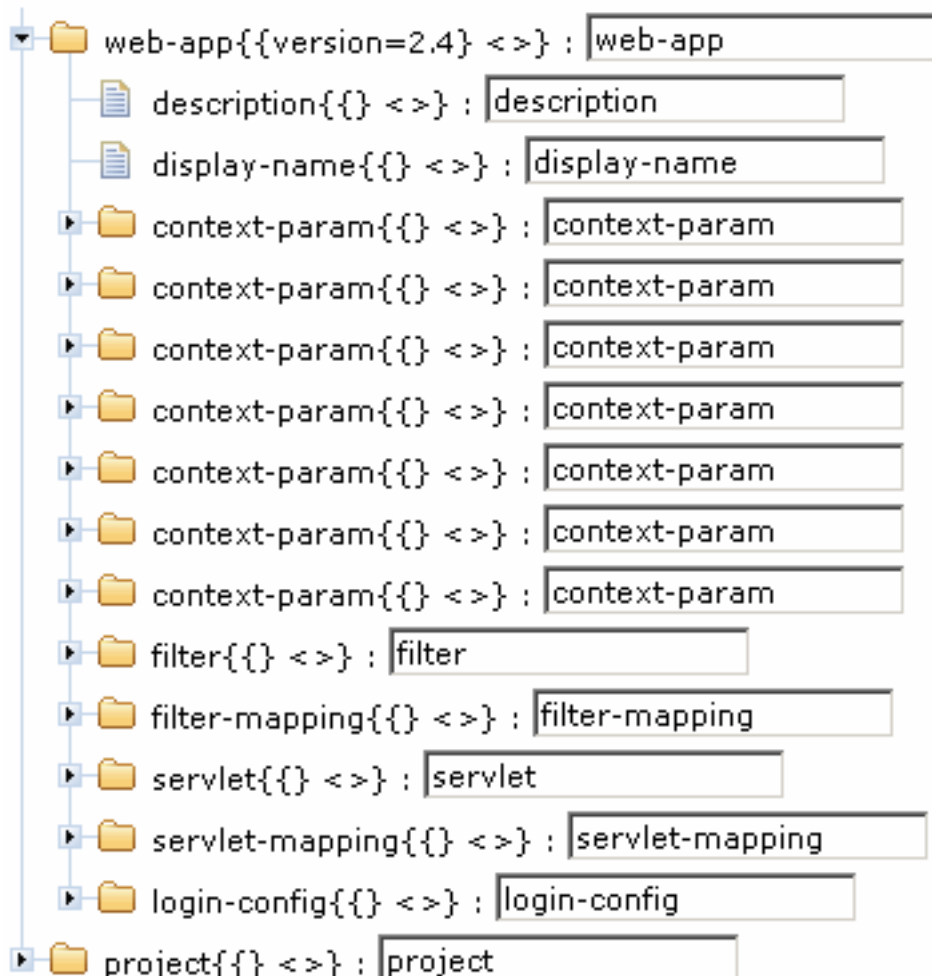 web-app{{version=2.4} <>} : web-app
description{{} <>} : description
display-name{{} <>} : display-name
context-param{{} <>} : context-param
context-param{{} <>} : context-param
context-param{{} <>} : context-param
context-param{{} <>} : context-param
context-param{{} <>} : context-param
context-param{{} <>} : context-param
context-param{{} <>} : context-param
filter{{} <>} : filter
filter-mapping{{} <>} : filter-mapping
servlet{{} <>} : servlet
servlet-mapping{{} <>} : servlet-mapping
login-config{{} <>} : login-config
project{{} <>} : project